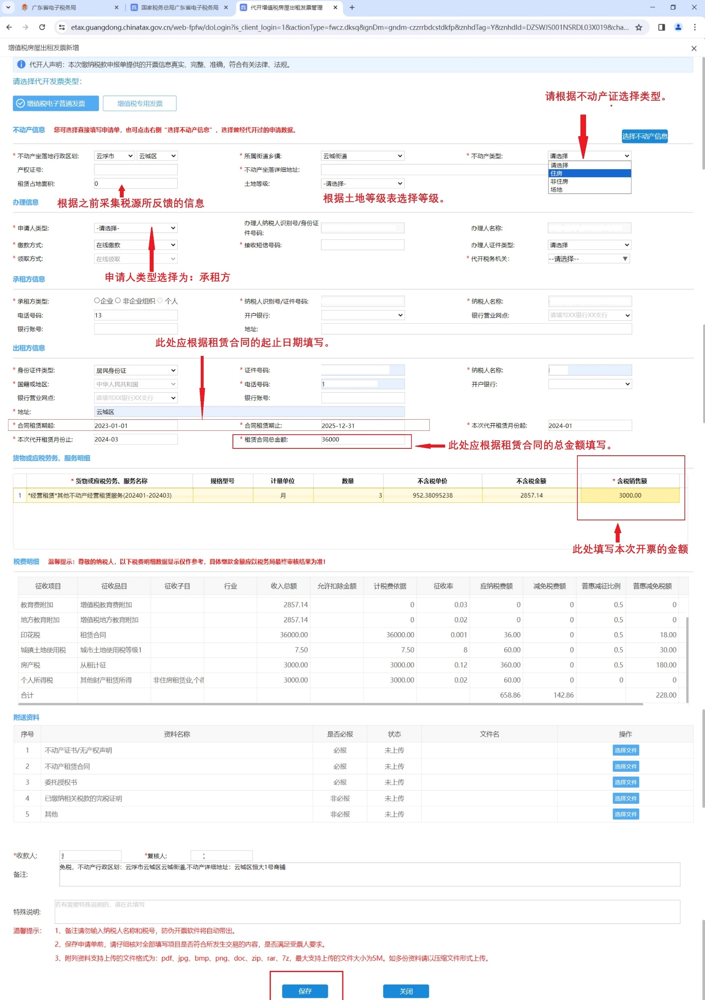 广东省电子税务局
国家税务总局广东省电子税务局
代开增值税房屋出租发票管理
etax.guangdong.chinatax.gov.cn/web-fpfw/doLogin?is_client_login=1&actionType=fwcz.dksq&gnDm=gndm-czzrrbdcstdkfp&znhdTag=Y&znhdId=DZSWJS001NSRDL03X019&cha...
增值税房屋出租发票新增
代开人声明：本次缴纳税款申报单提供的开票信息真实、完整、准确，符合有关法律、法规。
请选择代开发票类型：
增值税电子普通发票 增值税专用发票
请根据不动产证选择类型。
不动产信息 您可选择直接填写申请单，也可点击右侧“选择不动产信息”，选择曾经代开过的申请数据。
选择不动产信息
* 不动产坐落地行政区划: 云浮市 云城区 * 所属街道乡镇: 云城街道 * 不动产类型: 请选择
产权证号: * 不动产坐落详细地址: 请选择
住房
租赁占地面积: 0 土地等级: -请选择- 非住房
场地
办理信息 根据之前采集税源所反馈的信息 根据土地等级表选择等级。
* 申请人类型: -请选择- 办理人纳税人识别号/身份证件号码: 办理人名称:
* 缴款方式: 在线缴款 * 接收短信号码: 办理人证件类型: 请选择
* 领取方式: 在线领取 * 代开税务机关: --请选择--
申请人类型选择为：承租方
承租方信息
* 承租方类型: 企业 非企业组织 个人 * 纳税人识别号/证件号码: * 纳税人名称:
电话号码: 13 开户银行: 银行营业网点: 请填写XX银行XX支行
银行账号: 地址:
此处应根据租赁合同的起止日期填写。
出租方信息
* 身份证件类型: 居民身份证 * 证件号码: * 纳税人名称:
* 国籍或地区: 中华人民共和国 * 电话号码: 1 开户银行:
银行营业网点: 请填写XX银行XX支行 银行账号:
* 地址: 云城区
* 合同租赁期起: 2023-01-01 * 合同租赁期止: 2025-12-31 * 本次代开租赁月份起: 2024-01
* 本次代开租赁月份止: 2024-03 * 租赁合同总金额: 36000
此处应根据租赁合同的总金额填写。
货物或应税劳务、服务明细
* 货物或应税劳务、服务名称 规格型号 计量单位 数量 不含税单价 不含税金额 * 含税销售额
1 *经营租赁*其他不动产经营租赁服务(202401-202403) 月 3 952.38095238 2857.14 3000.00
此处填写本次开票的金额
税费明细 温馨提示：尊敬的纳税人，以下税费明细数据显示仅作参考，具体缴款金额应以税务局最终审核结果为准！
征收项目 征收品目 征收子目 行业 收入总额 允许扣除金额 计税费依据 征收率 应纳税费额 减免税费额 普惠减征比例 普惠减免税额
教育费附加 增值税教育费附加 2857.14 0 0.03 0 0 0.5 0
地方教育附加 增值税地方教育附加 2857.14 0 0.02 0 0 0.5 0
印花税 租赁合同 36000.00 36000.00 0.001 36.00 0 0.5 18.00
城镇土地使用税 城市土地使用税等级1 7.50 7.50 8 60.00 0 0.5 30.00
房产税 从租计征 3000.00 3000.00 0.12 360.00 0 0.5 180.00
个人所得税 其他财产租赁所得 非住房租赁业,个得 3000.00 3000.00 0.02 60.00 0 0 0
合计 658.86 142.86 228.00
附送资料
序号 资料名称 是否必报 状态 文件名 操作
1 不动产证书/无产权声明 必报 未上传 选择文件
2 不动产租赁合同 必报 未上传 选择文件
3 委托授权书 必报 未上传 选择文件
4 已缴纳相关税款的完税证明 非必报 未上传 选择文件
5 其他 非必报 未上传 选择文件
*收款人: *复核人:
备注: 免税，不动产行政区划：云浮市云城区云城街道,不动产详细地址：云城区恒大1号商铺
特殊说明: 若有需要特殊说明的，请在此填写
温馨提示: 1、备注请勿输入纳税人名称和税号，防伪开票软件将自动带出。
2、保存申请单前，请仔细核对全部填写项目是否符合所发生交易的内容，是否满足受票人要求。
3、附列资料支持上传的文件格式为：pdf、jpg、bmp、png、doc、zip、rar、7z，最大支持上传的文件大小为5M。如多份资料请以压缩文件形式上传。
保存 关闭